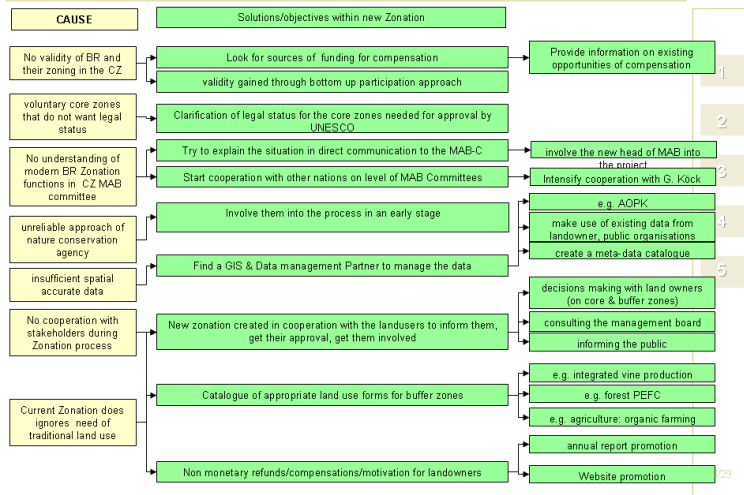 CAUSE
Solutions/objectives within new Zonation
No validity of BR and
their zoning in the CZ
Look for sources of funding for compensation
Provide information on existing
opportunities of compensation
validity gained through bottom up participation approach
voluntary core zones
that do not want legal
status
Clarification of legal status for the core zones needed for approval by
UNESCO
No understanding of
modern BR Zonation
functions in CZ MAB
committee
Try to explain the situation in direct communication to the MAB-C
involve the new head of MAB into
the project
Start cooperation with other nations on level of MAB Committees
Intensify cooperation with G. Köck
unreliable approach of
nature conservation
agency
Involve them into the process in an early stage
insufficient spatial
accurate data
Find a GIS & Data management Partner to manage the data
e.g. AOPK
make use of existing data from
landowner, public organisations
create a meta-data catalogue
No cooperation with
stakeholders during
Zonation process
New zonation created in cooperation with the landusers to inform them,
get their approval, get them involved
decisions making with land owners
(on core & buffer zones)
consulting the management board
informing the public
Current Zonation does
ignores need of
traditional land use
Catalogue of appropriate land use forms for buffer zones
e.g. integrated vine production
e.g. forest PEFC
e.g. agriculture: organic farming
Non monetary refunds/compensations/motivation for landowners
annual report promotion
Website promotion
1
2
3
4
5
/29